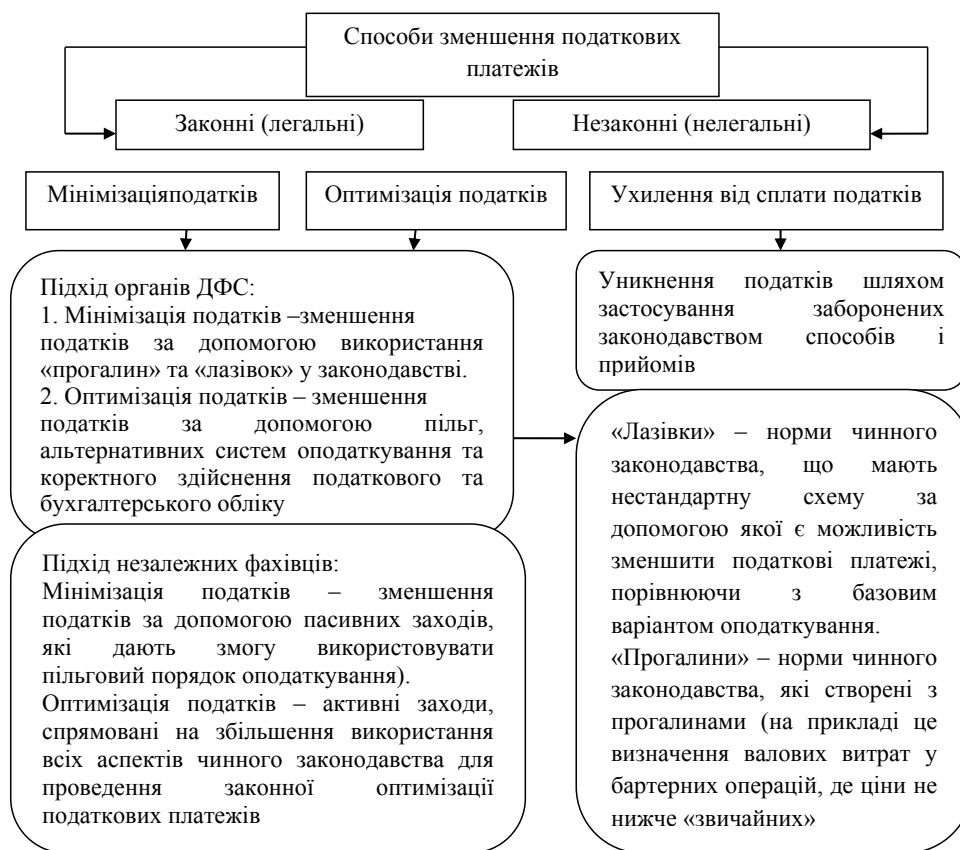 Способи зменшення податкових
платежів
Законні (легальні)
Незаконні (нелегальні)
Мінімізаціяподатків
Оптимізація податків
Ухилення від сплати податків
Підхід органів ДФС:
1. Мінімізація податків –зменшення
податків за допомогою використання
«прогалин» та «лазівок» у законодавстві.
2. Оптимізація податків – зменшення
податків за допомогою пільг,
альтернативних систем оподаткування та
коректного здійснення податкового та
бухгалтерського обліку
Уникнення податків шляхом
застосування заборонених
законодавством способів і
прийомів
Підхід незалежних фахівців:
Мінімізація податків – зменшення
податків за допомогою пасивних заходів,
які дають змогу використовувати
пільговий порядок оподаткування).
Оптимізація податків – активні заходи,
спрямовані на збільшення використання
всіх аспектів чинного законодавства для
проведення законної оптимізації
податкових платежів
«Лазівки» – норми чинного
законодавства, що мають
нестандартну схему за
допомогою якої є можливість
зменшити податкові платежі,
порівнюючи з базовим
варіантом оподаткування.
«Прогалини» – норми чинного
законодавства, які створені з
прогалинами (на прикладі це
визначення валових витрат у
бартерних операцій, де ціни не
нижче «звичайних»